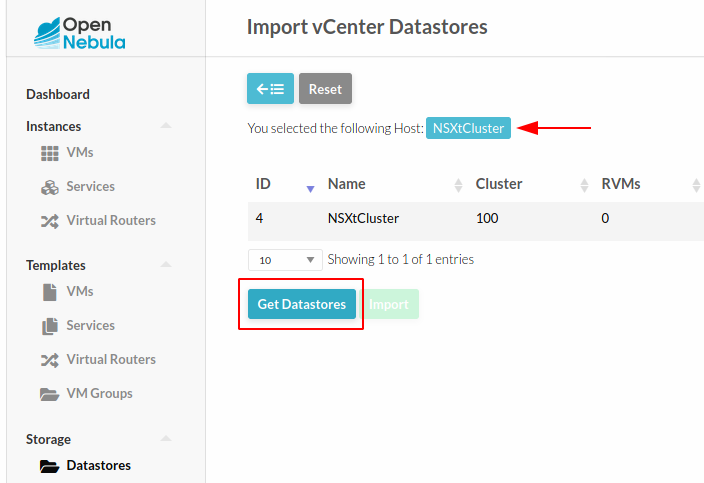 Open
Nebula
Import vCenter Datastores
Dashboard
Instances
VMs
Services
Virtual Routers
Templates
VMs
Services
Virtual Routers
VM Groups
Storage
Datastores
Reset
You selected the following Host: NSXtCluster
ID Name Cluster RVMs
4 NSXtCluster 100 0
10 Showing 1 to 1 of 1 entries
Get Datastores Import